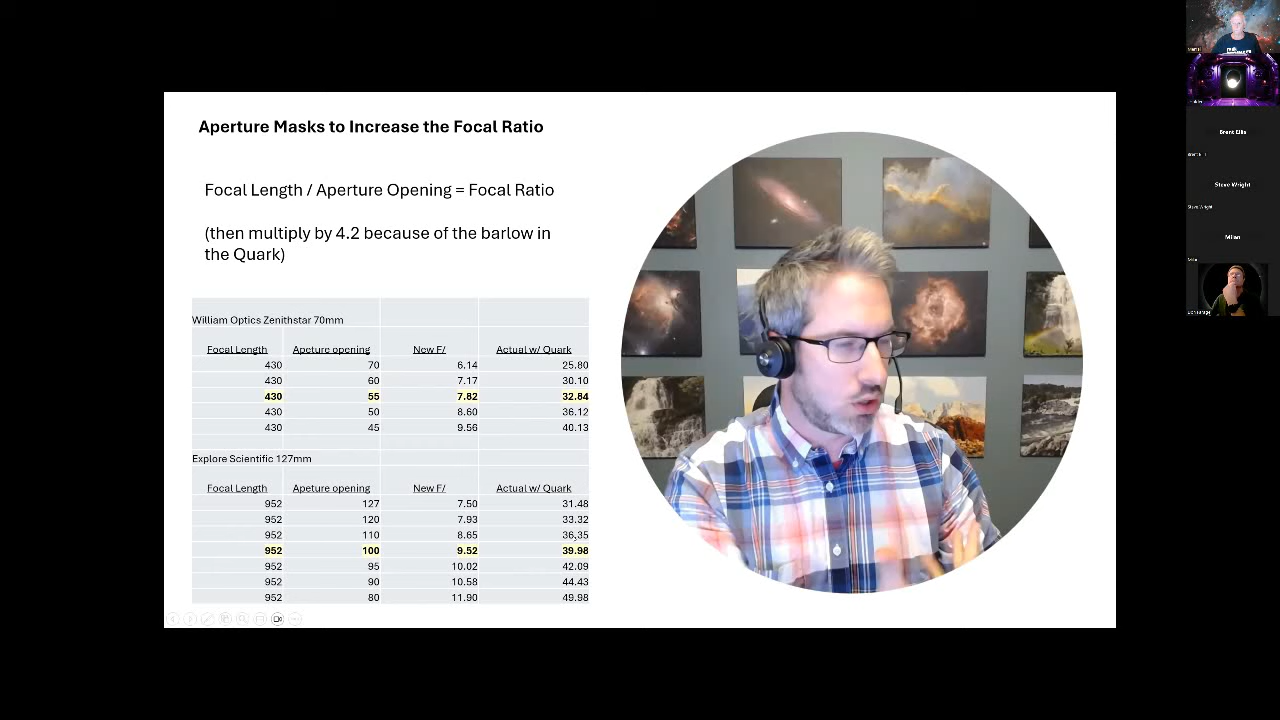 Aperture Masks to Increase the Focal Ratio
Focal Length / Aperture Opening = Focal Ratio
(then multiply by 4.2 because of the barlow in
the Quark)
William Optics Zenithstar 70mm
Focal Length Apeture opening New F/ Actual w/ Quark
430 70 6.14 25.80
430 60 7.17 30.10
430 55 7.82 32.84
430 50 8.60 36.12
430 45 9.56 40.13
Explore Scientific 127mm
Focal Length Apeture opening New F/ Actual w/ Quark
952 127 7.50 31.48
952 120 7.93 33.32
952 110 8.65 36.35
952 100 9.52 39.98
952 95 10.02 42.09
952 90 10.58 44.43
952 80 11.90 49.98
Brent Ellis
Steve Wright
Steve Wright
Milan